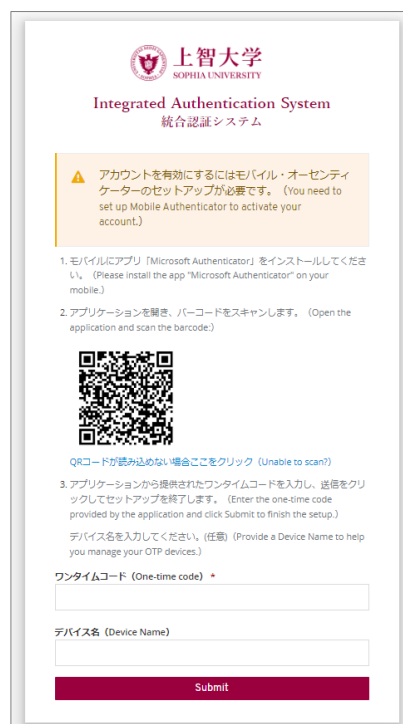 上智大学
SOPHIA UNIVERSITY
Integrated Authentication System
統合認証システム
アカウントを有効にするにはモバイル・オーセンティ
ケーターのセットアップが必要です。（You need to
set up Mobile Authenticator to activate your
account.）
1. モバイルにアプリ「Microsoft Authenticator」をインストールしてくださ
い。（Please install the app "Microsoft Authenticator" on your
mobile.）
2. アプリケーションを開き、バーコードをスキャンします。（Open the
application and scan the barcode:）
QRコードが読み込めない場合ここをクリック（Unable to scan?）
3. アプリケーションから提供されたワンタイムコードを入力し、送信をクリ
ックしてセットアップを終了します。（Enter the one-time code
provided by the application and click Submit to finish the setup.）
デバイス名を入力してください。(任意)（Provide a Device Name to help
you manage your OTP devices.）
ワンタイムコード（One-time code） *
デバイス名（Device Name）
Submit